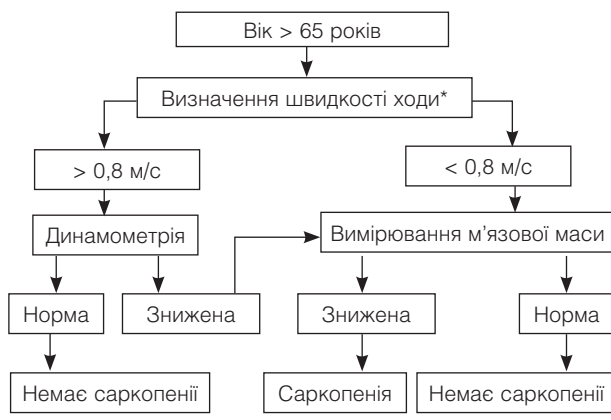 Вік > 65 років
Визначення швидкості ходи*
> 0,8 м/с
< 0,8 м/с
Динамометрія
Вимірювання м'язової маси
Норма
Знижена
Знижена
Норма
Немає саркопенії
Саркопенія
Немає саркопенії